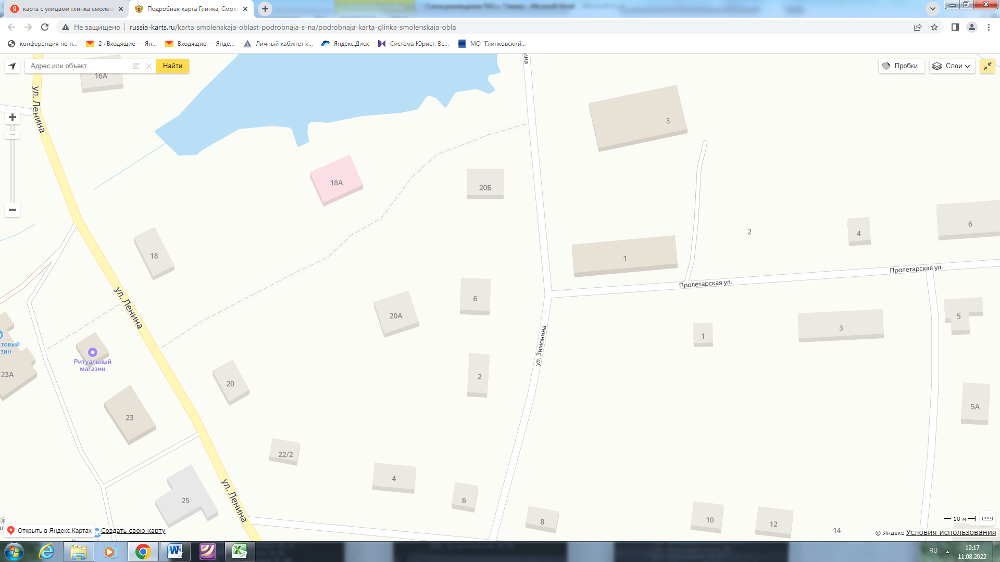 карта с улицами глинка смолен
Подробная карта Глинка, Смоле
Не защищено
russia-karts.ru/karta-smolenskaja-oblast-podrobnaja-s-na/podrobnaja-karta-glinka-smolenskaja-obla
конференция по п...
2 · Входящие — Ян...
Входящие — Янде...
Личный кабинет к...
Яндекс.Диск
Система Юрист. Ве...
МО "Глинковский...
Адрес или объект
Найти
Пробки
Слои
16А
ул. Ленина
3
18А
20Б
2
4
6
18
1
Пролетарская ул.
Пролетарская ул.
ул. Ленина
6
20А
1
3
5
ул. Зимонина
23А
Ритуальный
магазин
20
2
23
5А
22/2
4
25
6
ул. Ленина
8
10
12
14
10 м
Открыть в Яндекс.Картах
Создать свою карту
© Яндекс Условия использования
RU
12:17
11.08.2022